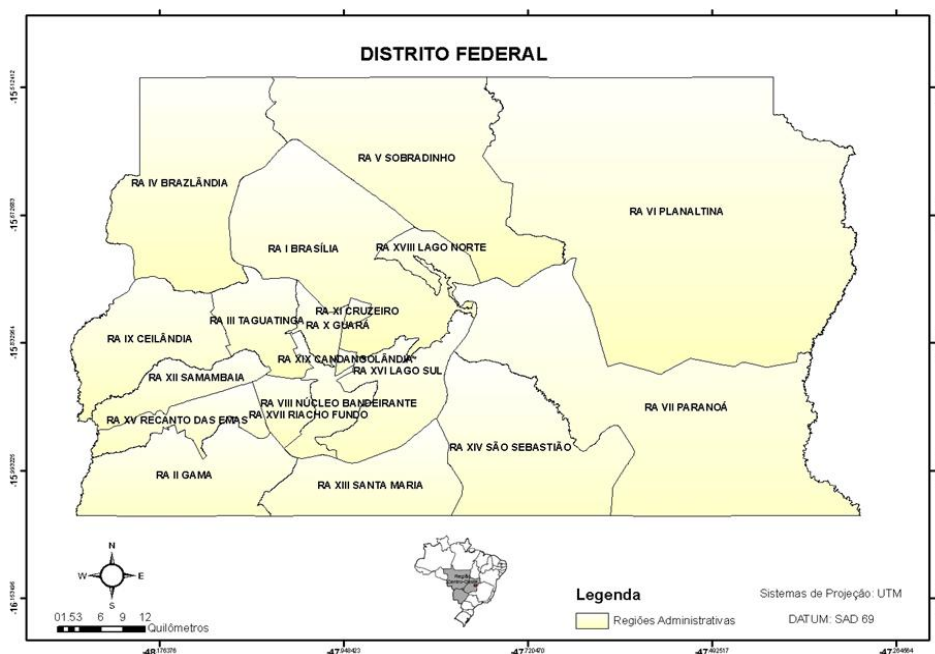 DISTRITO FEDERAL
RA V SOBRADINHO
RA IV BRAZLÂNDIA
RA VI PLANALTINA
RA I BRASÍLIA
RA XVIII LAGO NORTE
RA XI CRUZEIRO
RA III TAGUATINGA
RA X GUARÁ
RA IX CEILÂNDIA
RA XIX CANDANGOLÂNDIA"
RA XVI LAGO SUL
RA XII SAMAMBAIA
RA VIII NÚCLEO BANDEIRANTE
RA XVII RIACHO FUNDO
RA VII PARANOÁ
RA XV RECANTO DAS EMAS
RA XIV SÃO SEBASTIÃO
RA II GAMA
RA XIII SANTA MARIA
N
W E
S
01.53 6 9 12
Quilômetros
Região
Legenda
Regiões Administrativas
Sistemas de Projeção: UTM
DATUM: SAD 69